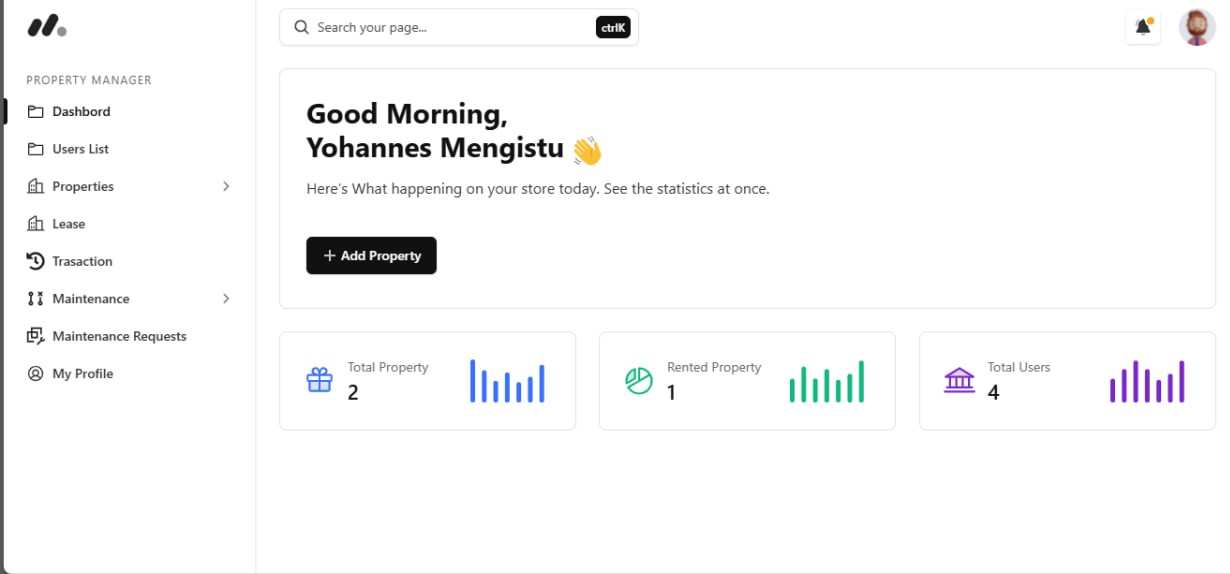 PROPERTY MANAGER
Dashbord
Users List
Properties
Lease
Trasaction
Maintenance
Maintenance Requests
My Profile
Search your page...
ctrlK
Good Morning,
Yohannes Mengistu 👋
Here's What happening on your store today. See the statistics at once.
+ Add Property
Total Property
2
Rented Property
1
Total Users
4